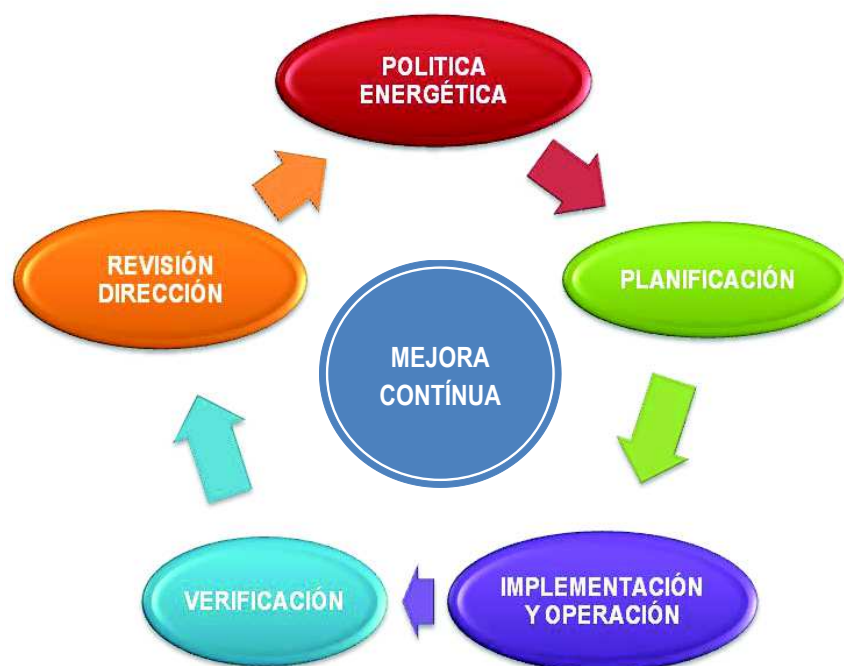 POLITICA
ENERGÉTICA
PLANIFICACIÓN
IMPLEMENTACIÓN
Y OPERACIÓN
VERIFICACIÓN
REVISIÓN
DIRECCIÓN
MEJORA
CONTÍNUA